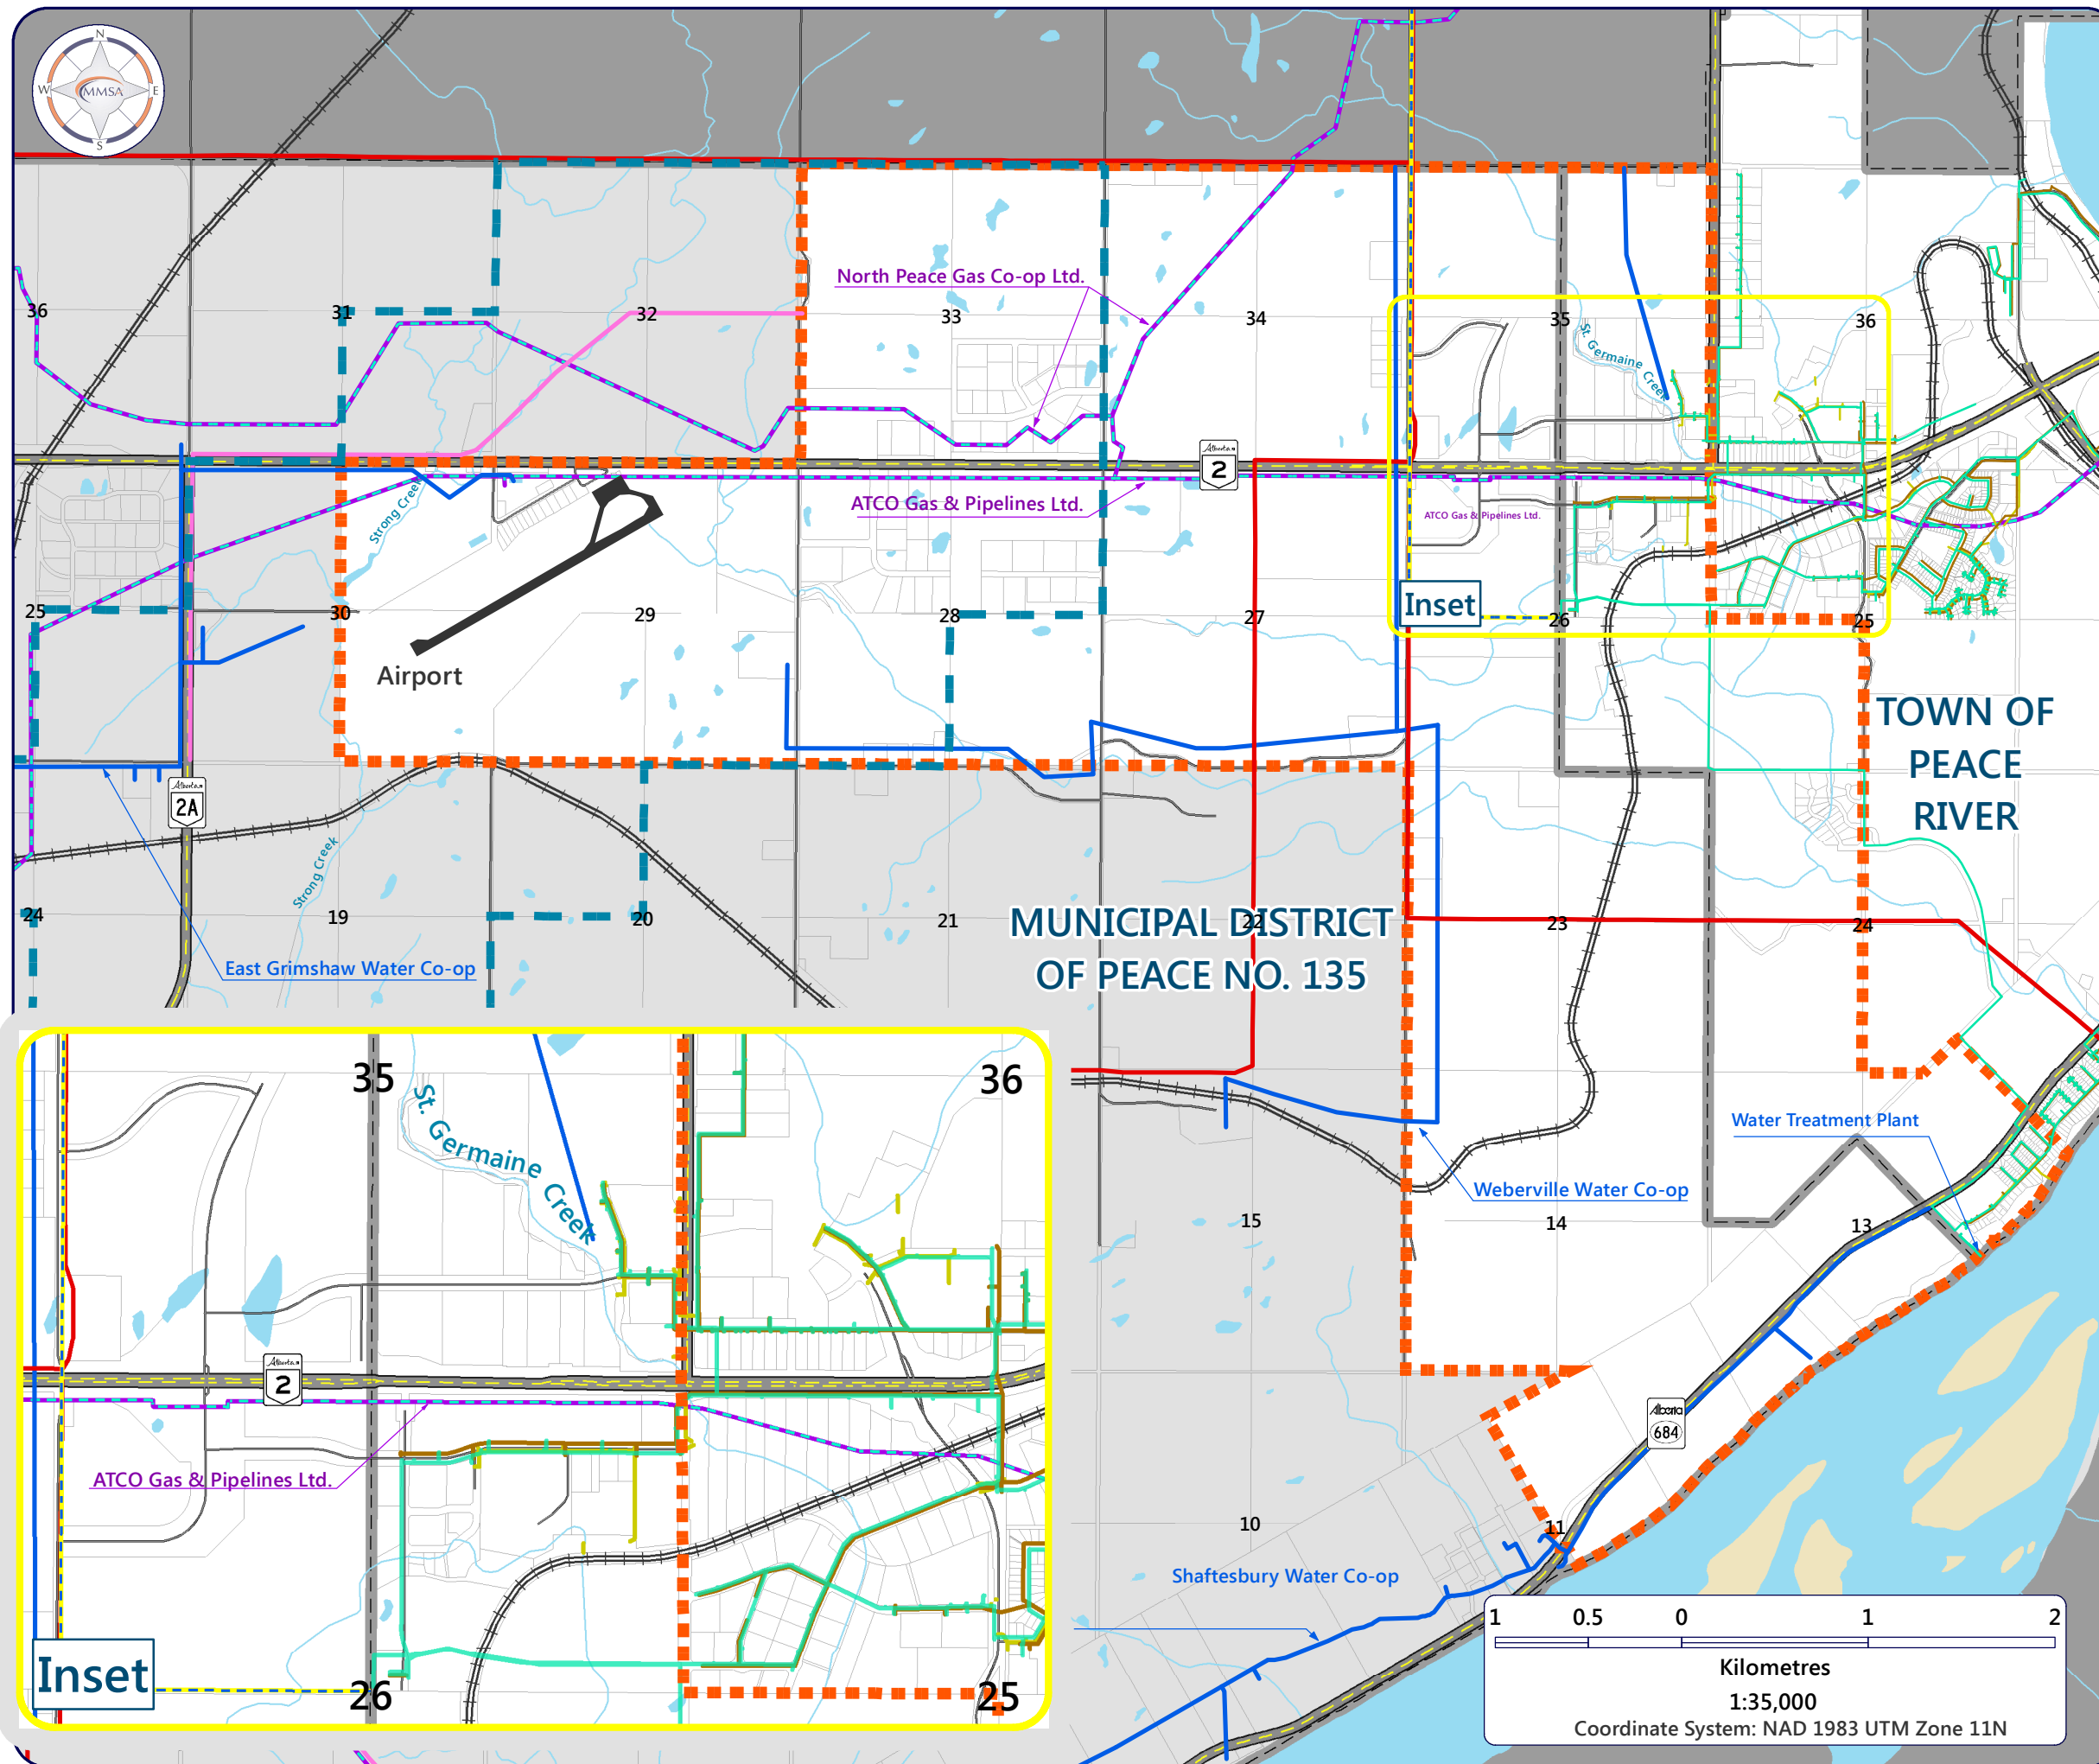 N
W MMSA E
S
36
31
32
North Peace Gas Co-op Ltd.
33
34
35
36
St. Germaine Creek
Alberta
2
ATCO Gas & Pipelines Ltd.
ATCO Gas & Pipelines Ltd.
Strong Creek
Inset
25
30
29
28
27
26
25
Airport
TOWN OF
PEACE
RIVER
Alberta
2A
Strong Creek
24
19
20
21
22
23
24
MUNICIPAL DISTRICT
OF PEACE NO. 135
East Grimshaw Water Co-op
35
36
St. Germaine Creek
Water Treatment Plant
Weberville Water Co-op
15
14
13
Alberta
2
ATCO Gas & Pipelines Ltd.
Alberta
684
10
11
Shaftesbury Water Co-op
Inset
26
25
1 0.5 0 1 2
Kilometres
1:35,000
Coordinate System: NAD 1983 UTM Zone 11N